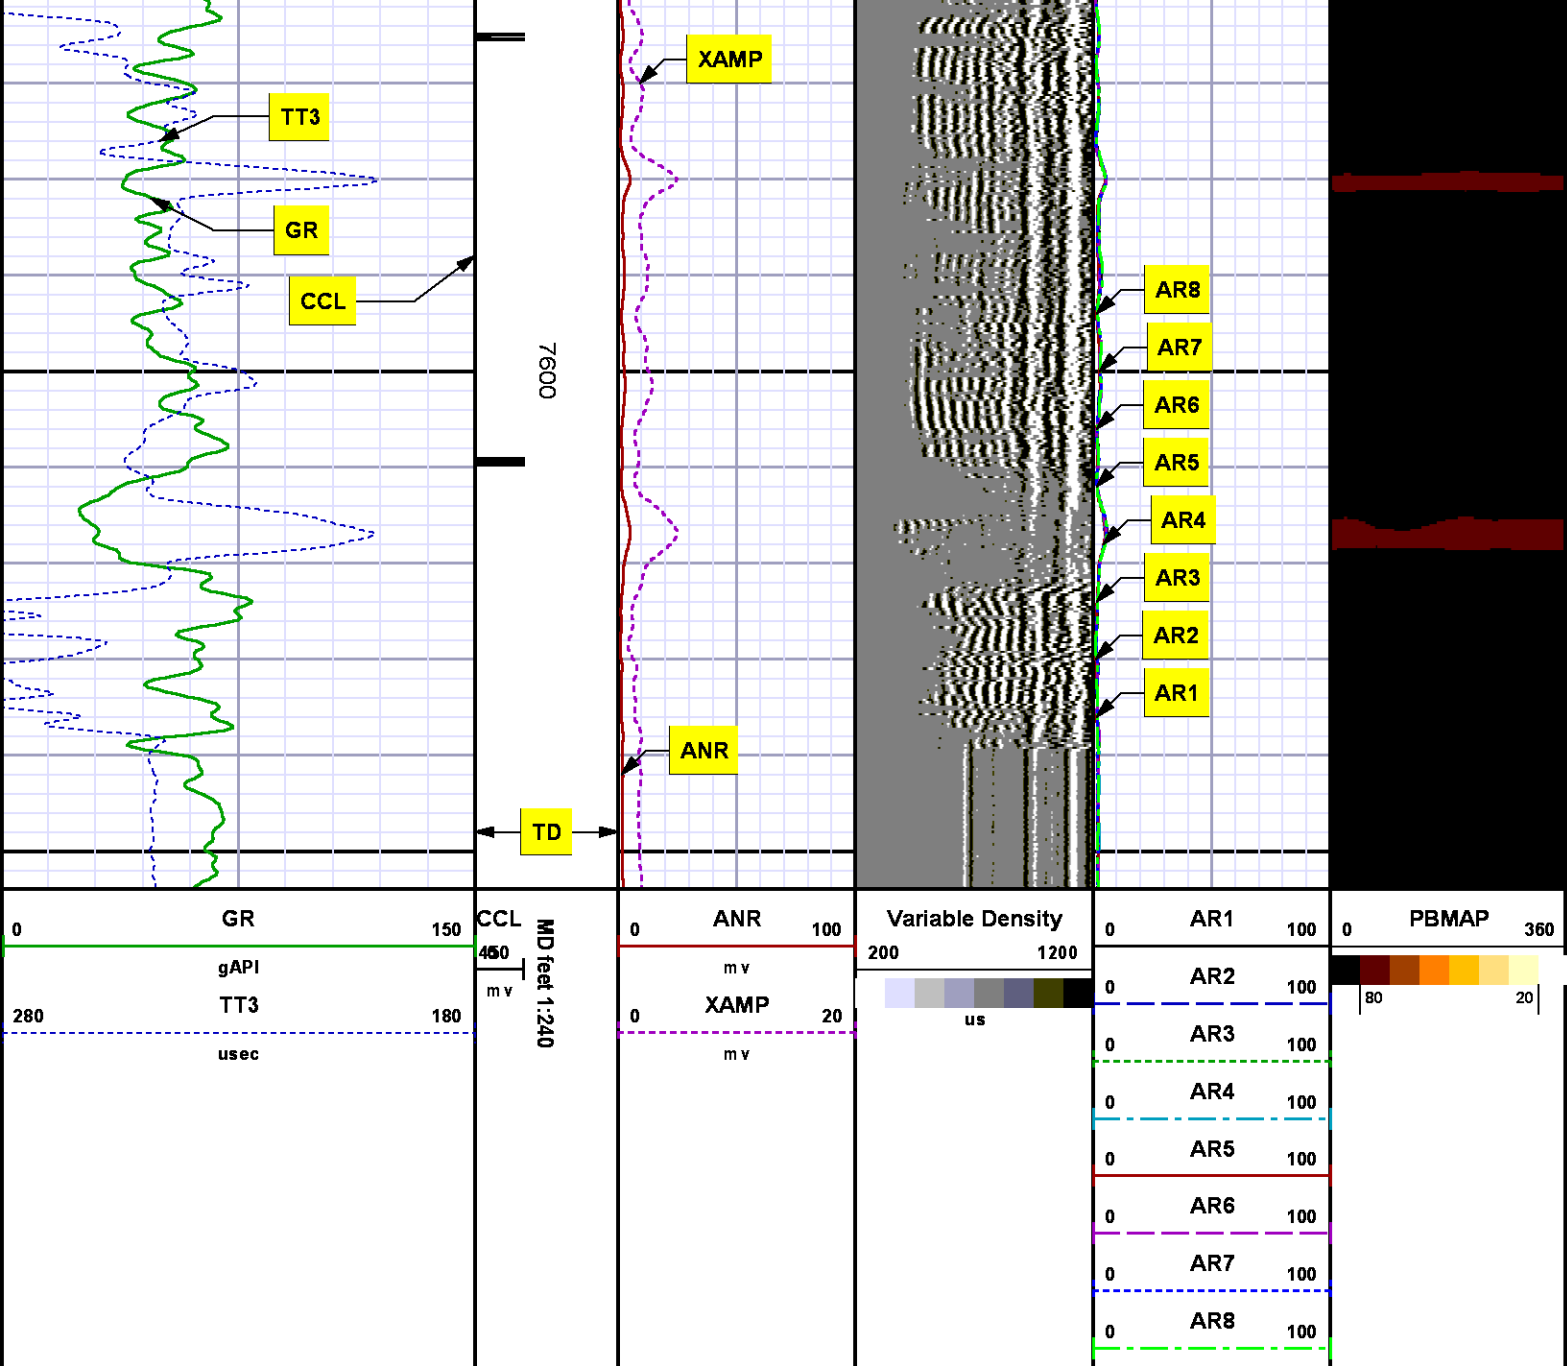 XAMP
TT3
GR
CCL
7600
AR8
AR7
AR6
AR5
AR4
AR3
AR2
AR1
ANR
TD
GR
0 150
gAPI
TT3
280 180
usec
CCL
mv
MD feet 1:240
ANR
0 100
mv
XAMP
0 20
mv
Variable Density
200 1200
us
AR1
0 100
AR2
0 100
AR3
0 100
AR4
0 100
AR5
0 100
AR6
0 100
AR7
0 100
AR8
0 100
PBMAP
0 360
80 20